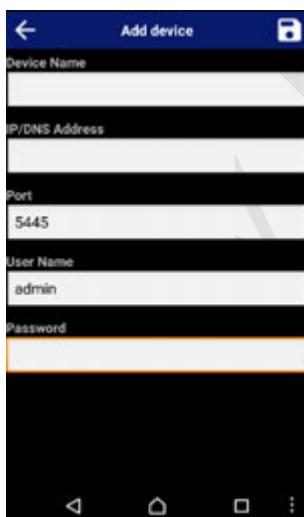 Add device
Device Name
IP/DNS Address
Port
5445
User Name
admin
Password